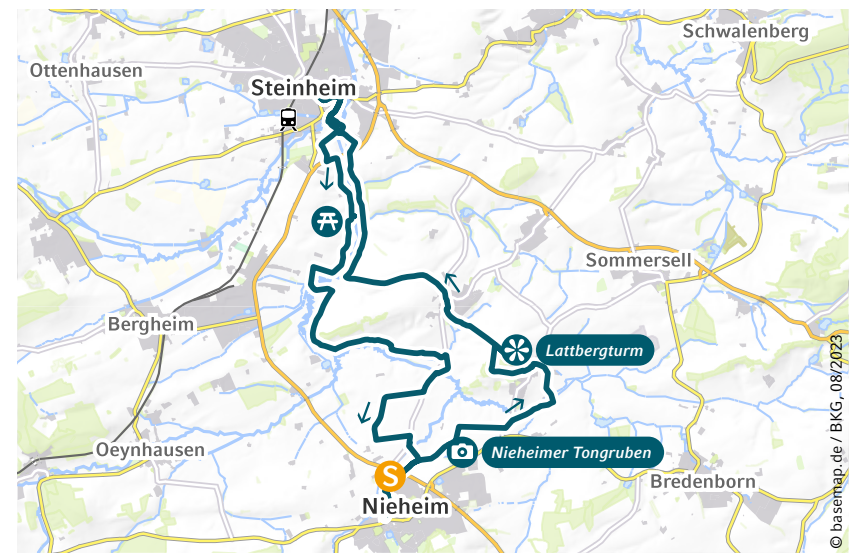 Schwalenberg
Ottenhausen
Steinheim
Sommersell
Bergheim
Lattbergturm
Oeynhausen
Nieheimer Tongruben
S
Bredenborn
Nieheim
© basemap.de / BKG, 08/2023